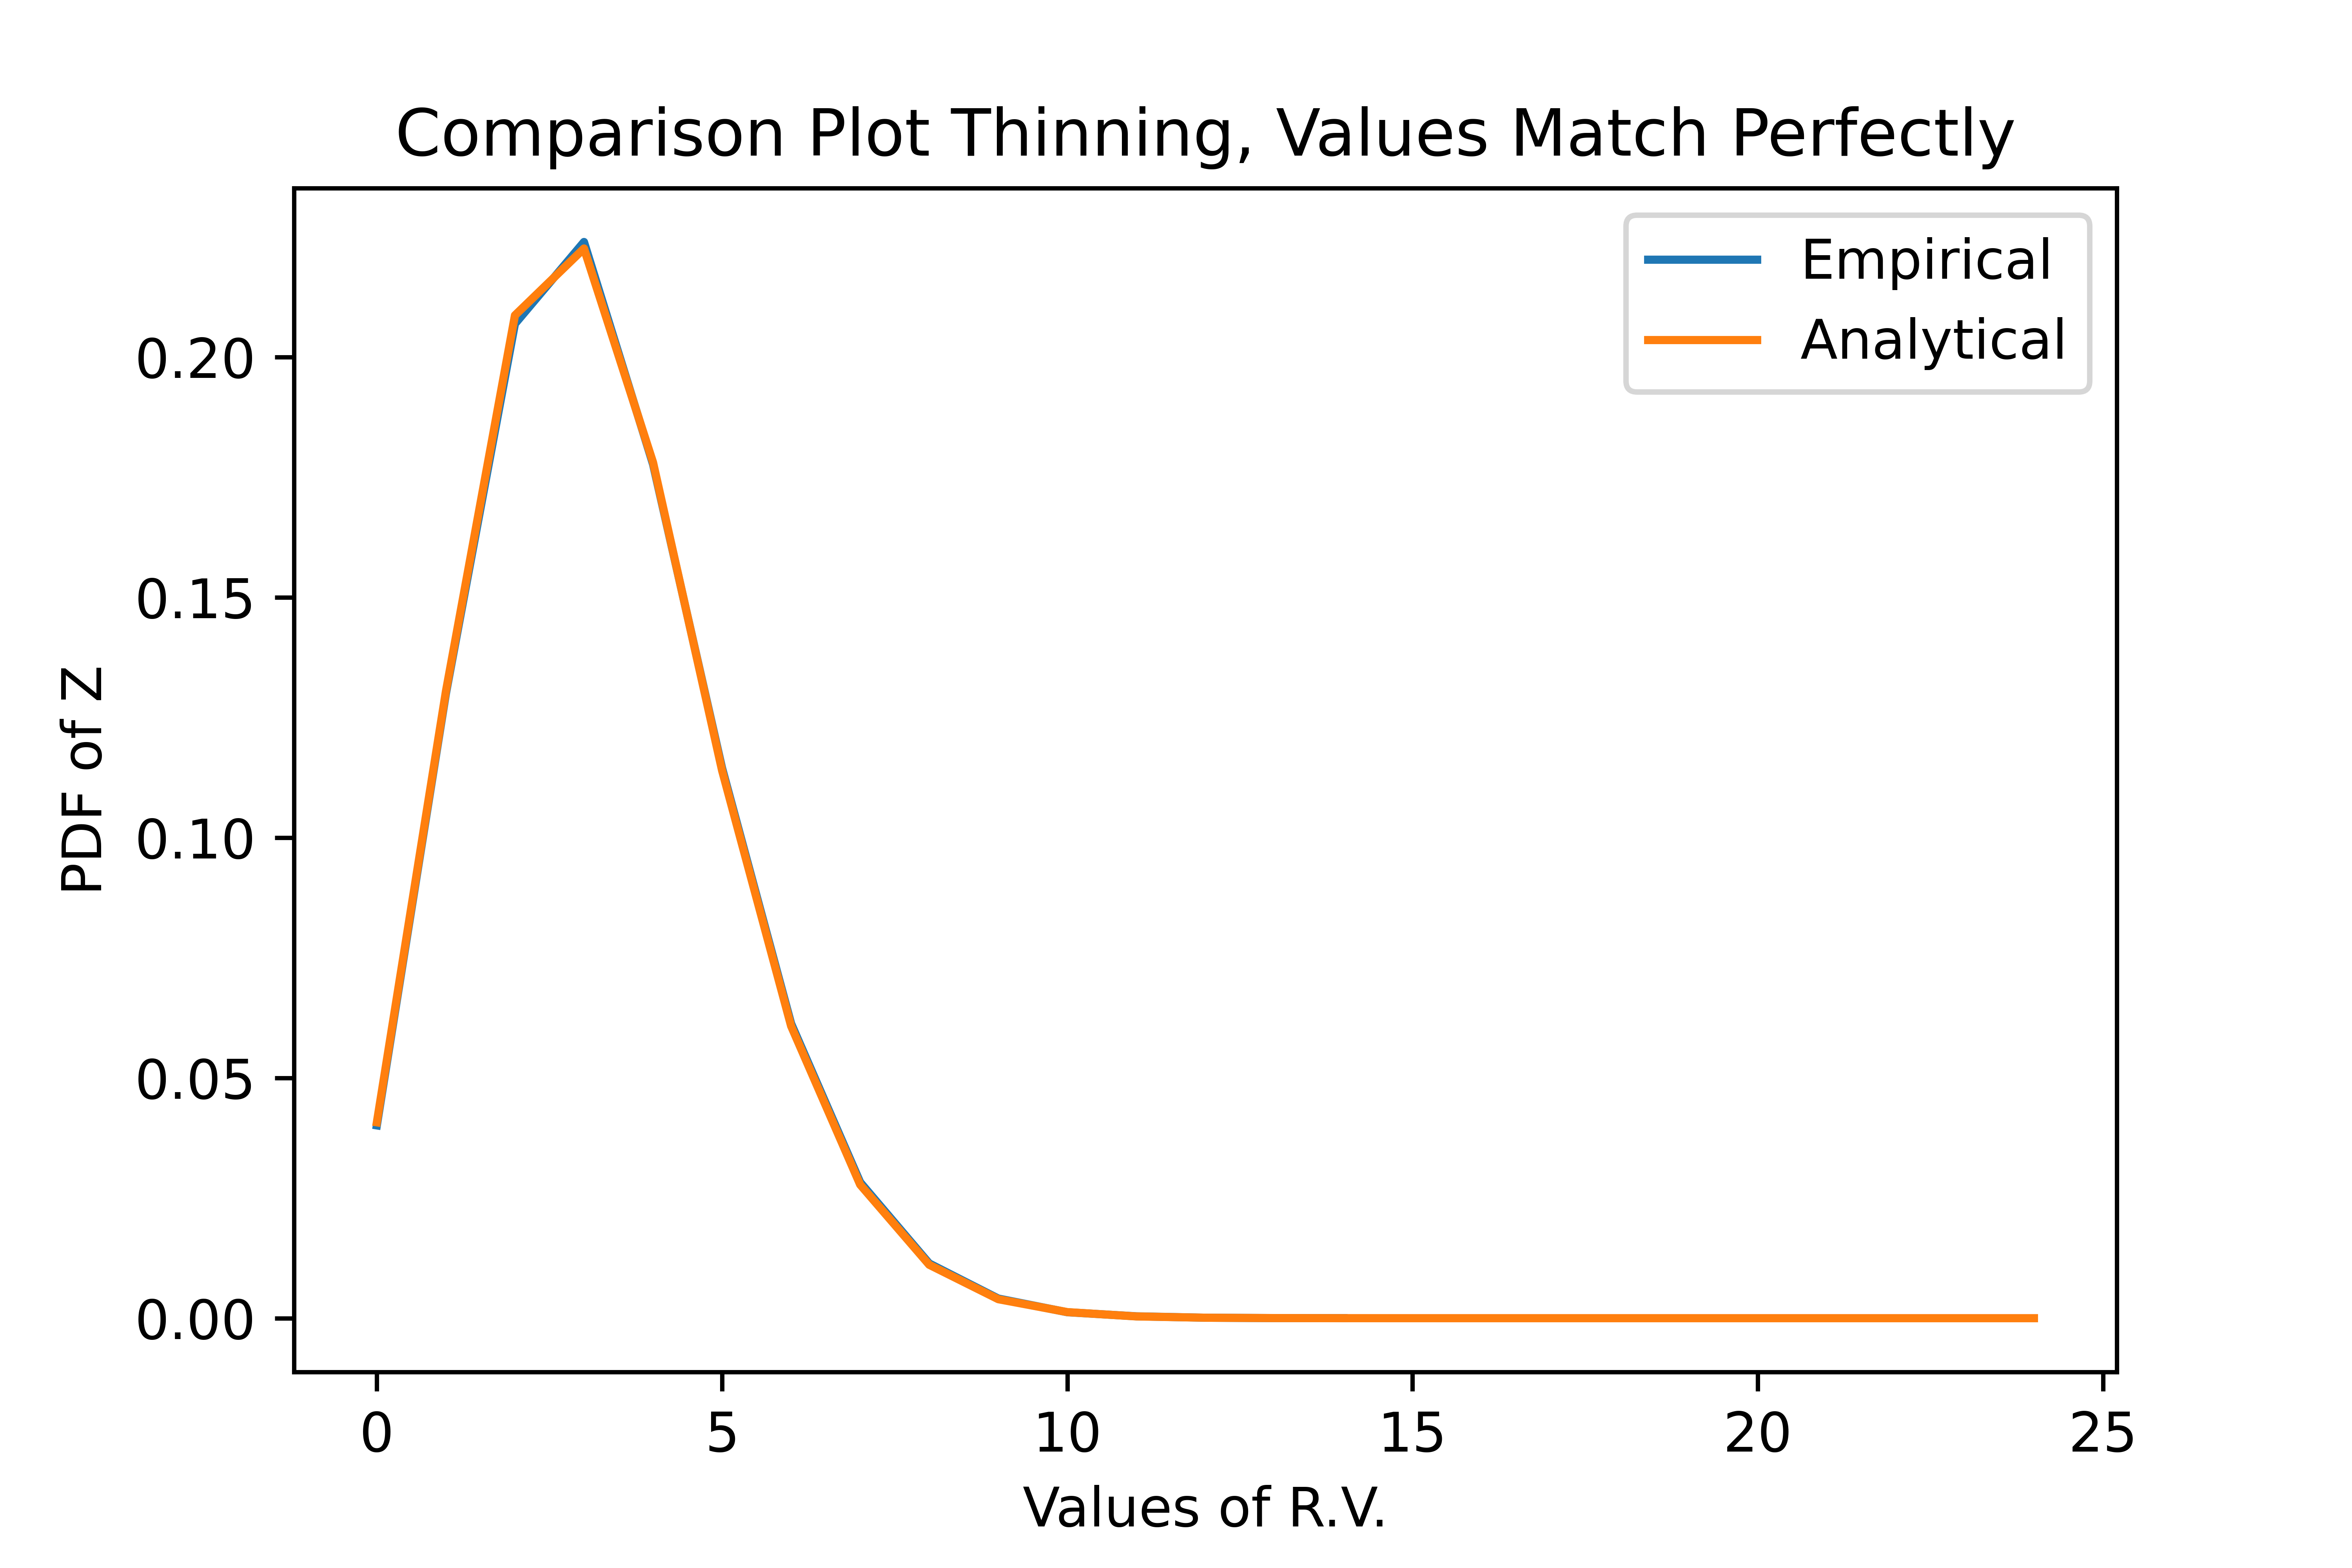 Comparison Plot Thinning, Values Match Perfectly
Empirical
Analytical
0.20
0.15
0.10
0.05
0.00
PDF of Z
0 5 10 15 20 25
Values of R.V.